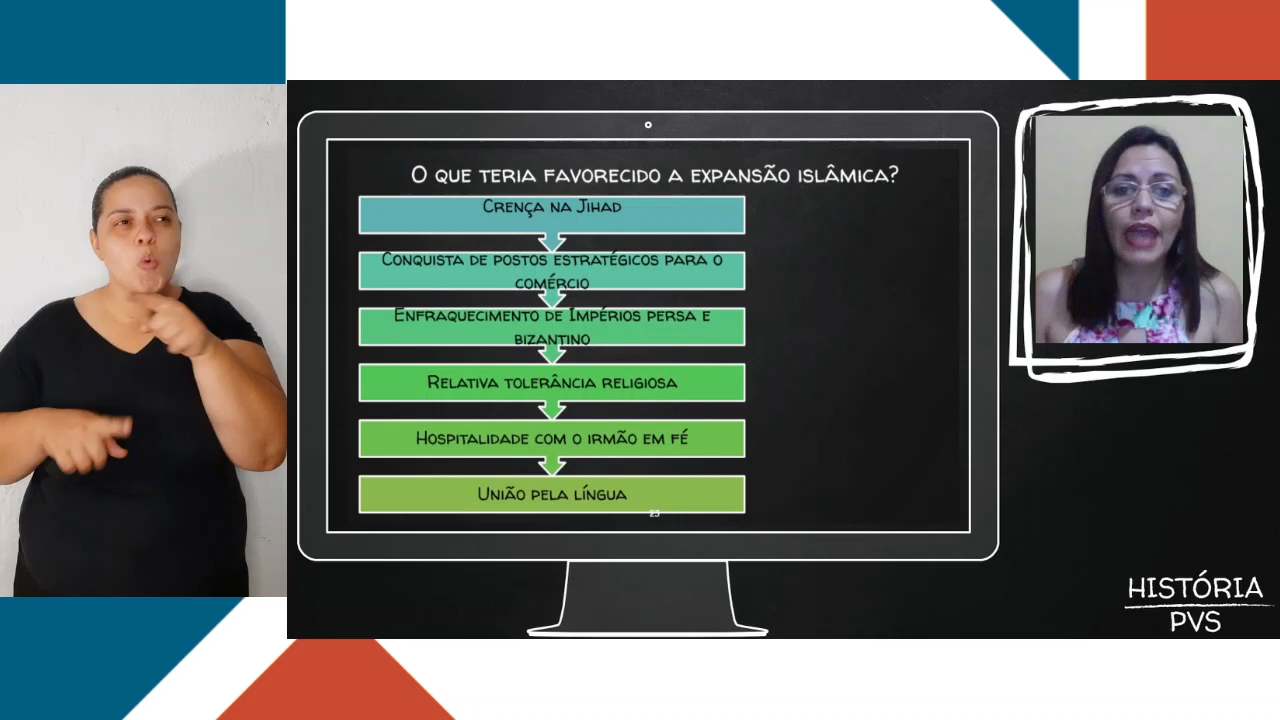 O QUE TERIA FAVORECIDO A EXPANSÃO ISLÂMICA?
CRENÇA NA JIHAD
CONQUISTA DE POSTOS ESTRATÉGICOS PARA O
COMÉRCIO
ENFRAQUECIMENTO DE IMPÉRIOS PERSA E
BIZANTINO
RELATIVA TOLERÂNCIA RELIGIOSA
HOSPITALIDADE COM O IRMÃO EM FÉ
UNIÃO PELA LÍNGUA
23
HISTÓRIA
PVS